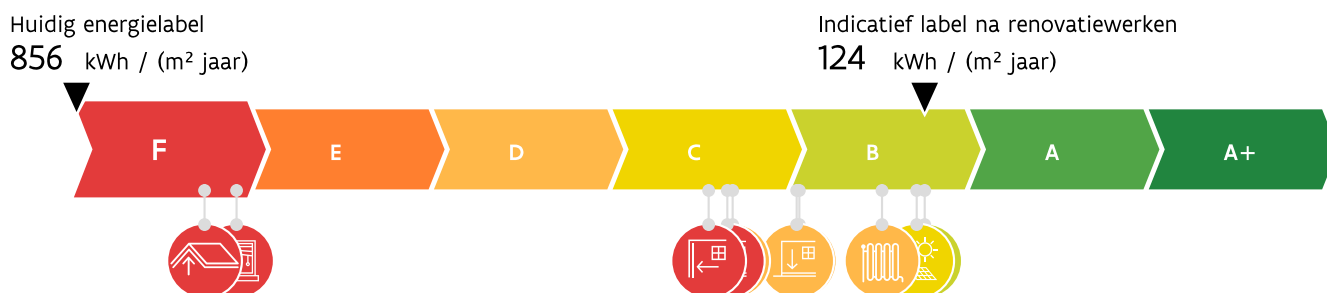 Huidig energielabel
856 kWh / (m² jaar)
Indicatief label na renovatiewerken
124 kWh / (m² jaar)
F E D C B A A+